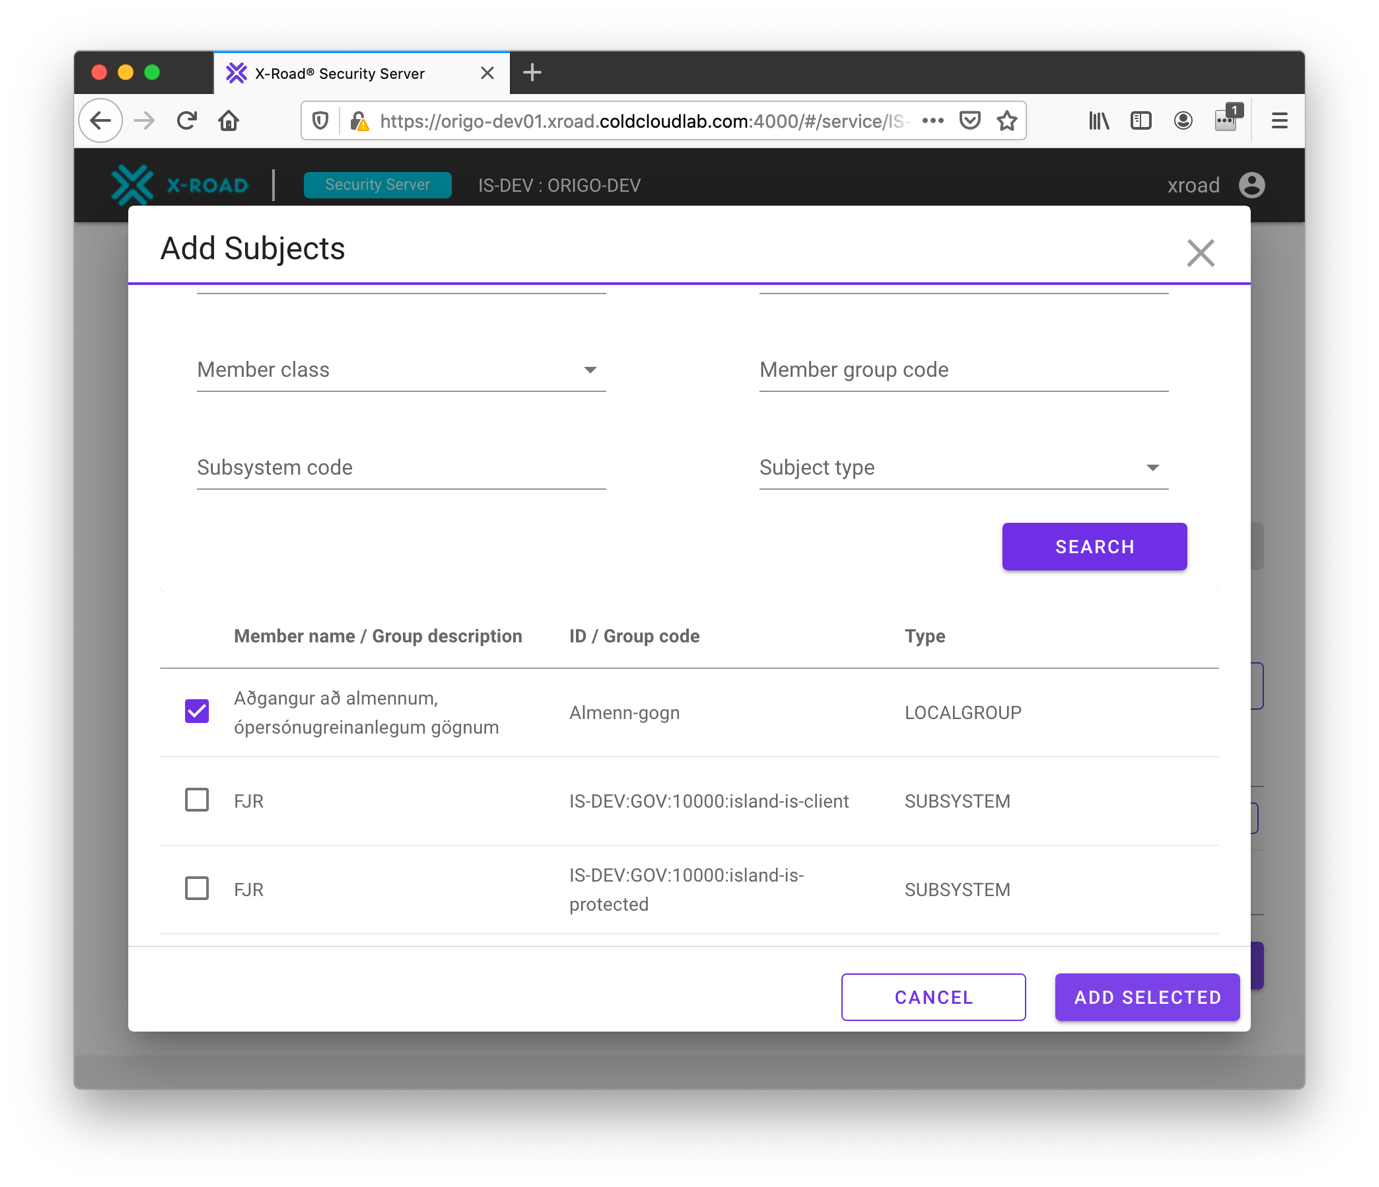 X-Road® Security Server
https://origo-dev01.xroad.coldcloudlab.com:4000/#/service/IS-
1
X-ROAD
Security Server
IS-DEV : ORIGO-DEV
xroad
Add Subjects
Member class
Member group code
Subsystem code
Subject type
SEARCH
Member name / Group description
ID / Group code
Type
Aðgangur að almennum,
ópersónugreinanlegum gögnum
Almenn-gogn
LOCALGROUP
FJR
IS-DEV:GOV:10000:island-is-client
SUBSYSTEM
FJR
IS-DEV:GOV:10000:island-is-
protected
SUBSYSTEM
CANCEL
ADD SELECTED